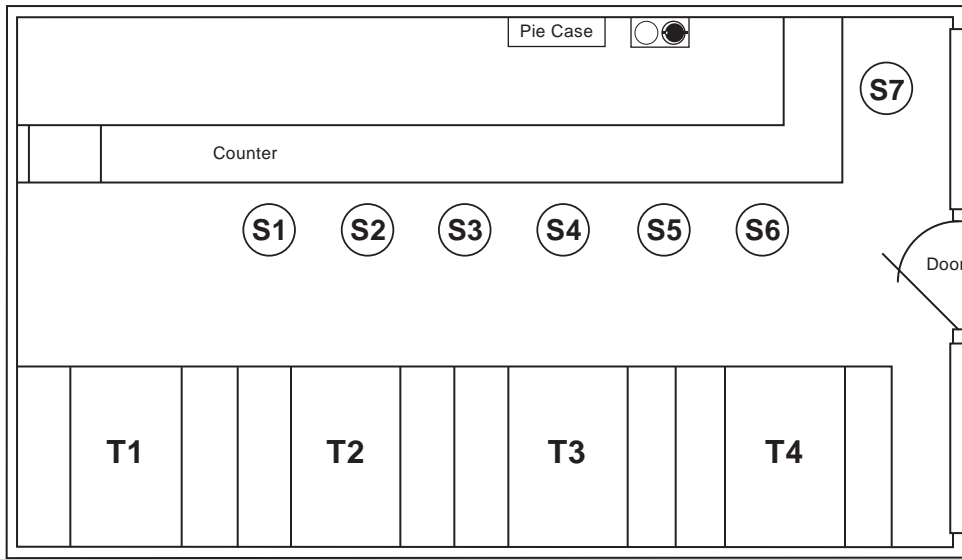 Pie Case
S7
Counter
S1 S2 S3 S4 S5 S6
Door
T1 T2 T3 T4